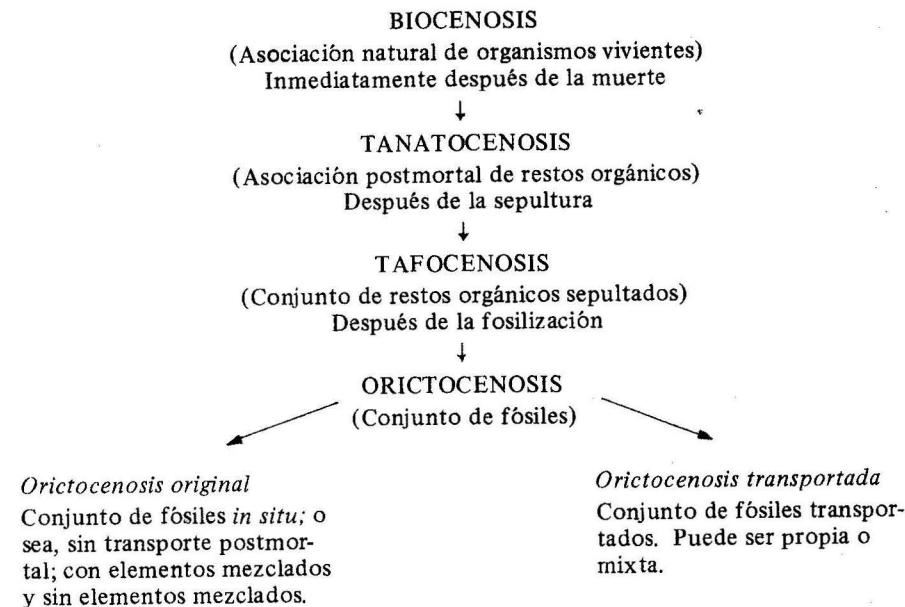 BIOCENOSIS
(Asociación natural de organismos vivientes)
Inmediatamente después de la muerte
↓
TANATOCENOSIS
(Asociación postmortal de restos orgánicos)
Después de la sepultura
↓
TAFOCENOSIS
(Conjunto de restos orgánicos sepultados)
Después de la fosilización
↓
ORICTOCENOSIS
(Conjunto de fósiles)
Orictocenosis original
Conjunto de fósiles in situ; o
sea, sin transporte postmor-
tal; con elementos mezclados
y sin elementos mezclados.
Orictocenosis transportada
Conjunto de fósiles transpor-
tados. Puede ser propia o
mixta.